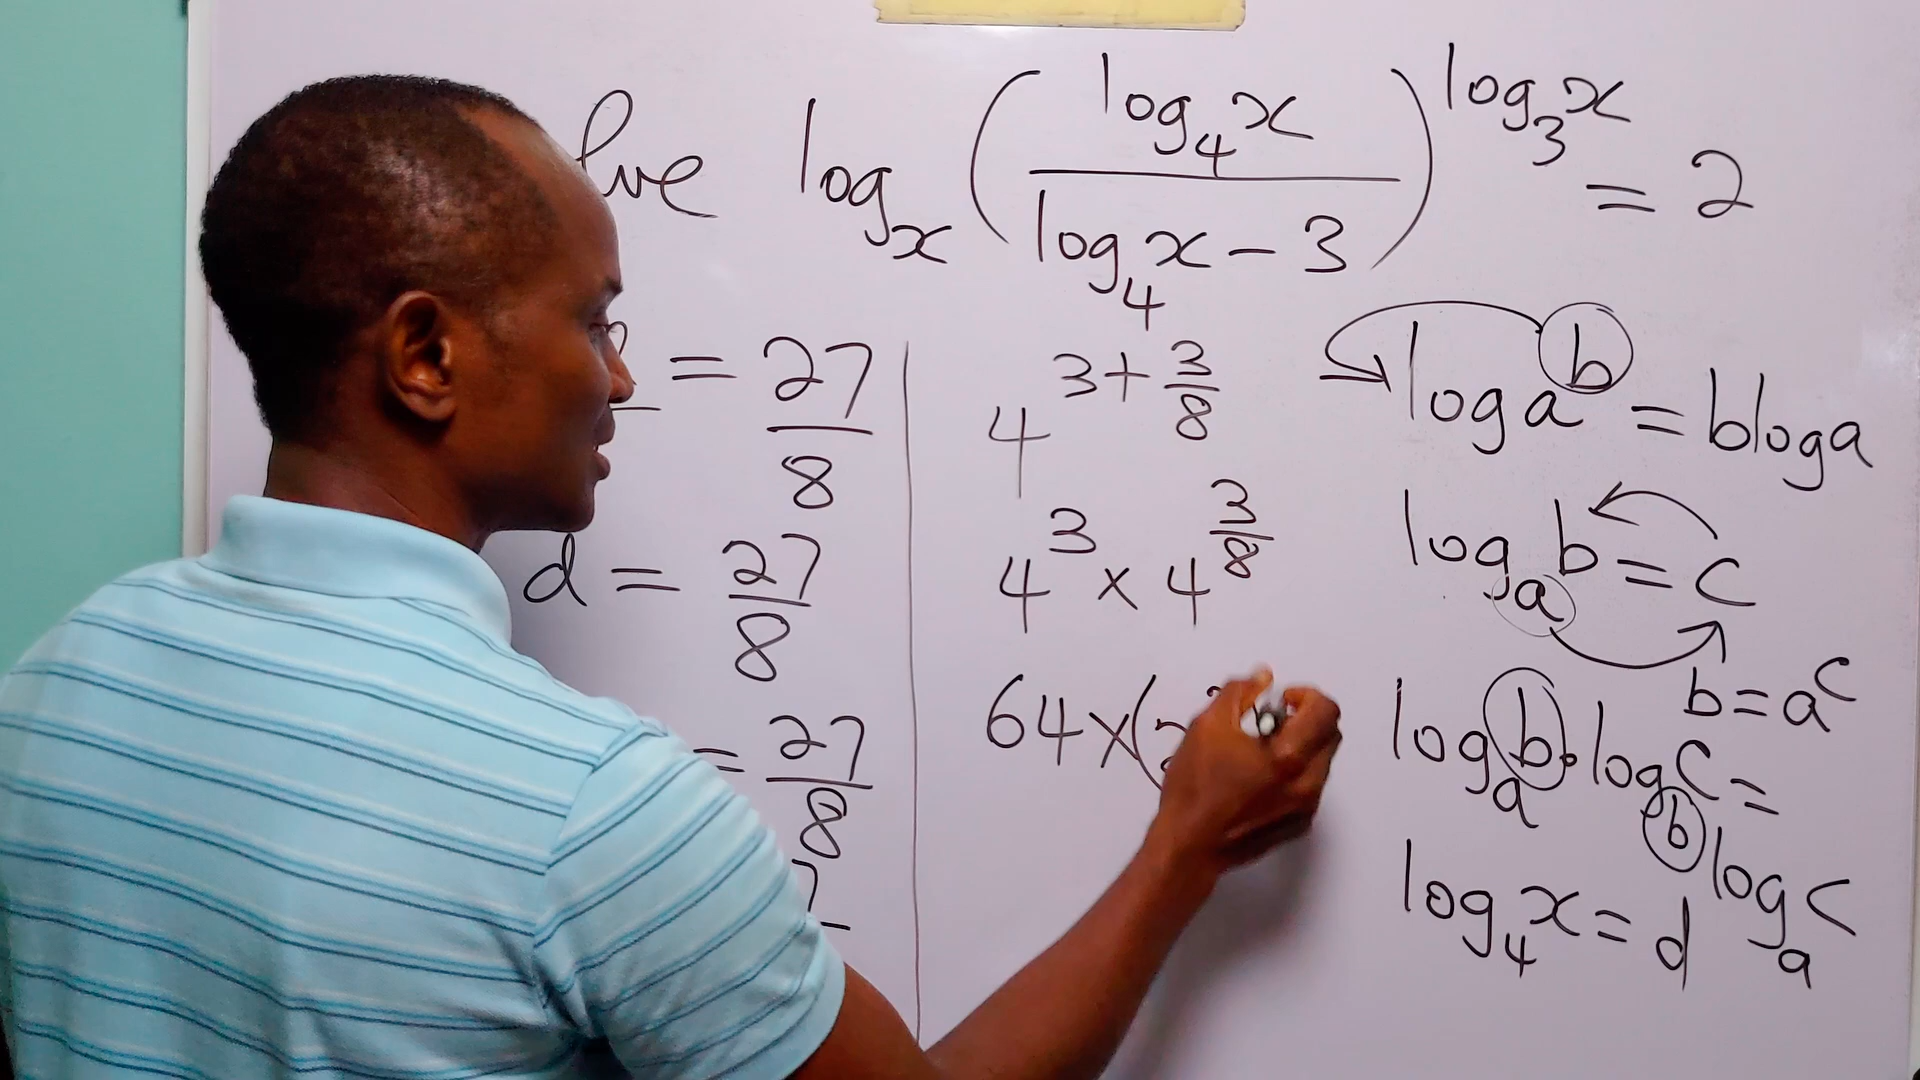 log_x ( log_4 x / log_4 x - 3 )^log_3 x = 2
= 27/8
d = 27/8
= 27/8
4^3+3/8
4^3 × 4^3/8
64 × (
log a^b = b log a
log_a b = c
b = a^c
log_a b · log_b c =
log_a c
log_4 x = d